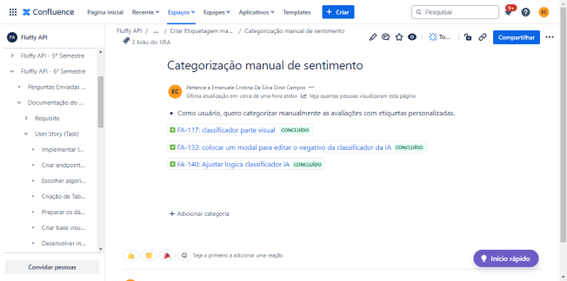 Confluence
Página inicial
Recente
Espaços
Equipes
Aplicativos
Templates
+ Criar
Pesquisar
9+
EC
FA Fluffy API
Fluffy API - 5º Semestre
Fluffy API - 6º Semestre
Perguntas Enviadas ...
Documentação do ...
Requisito
User Story (Task)
Implementar i...
Criar endpoint...
Escolher algori...
Criação de Tab...
Preparar os da...
Criar base visu...
Desenvolver in...
Convidar pessoas
Fluffy API / ... / Criar Etiquetagem ma... / Categorização manual de sentimento
3 links do JIRA
To...
Compartilhar
Categorização manual de sentimento
EC
Pertence a Emanuele Cristina Da Silva Diniz Campos
Última atualização em: cerca de uma hora atrás
Veja quantas pessoas visualizaram esta página
• Como usuário, quero categorizar manualmente as avaliações com etiquetas personalizadas.
FA-117: classificador parte visual CONCLUÍDO
FA-133: colocar um modal para editar o negativo da classificador da IA CONCLUÍDO
FA-140: Ajustar logica classificador iA CONCLUÍDO
+ Adicionar categoria
Seja o primeiro a adicionar uma reação
Início rápido